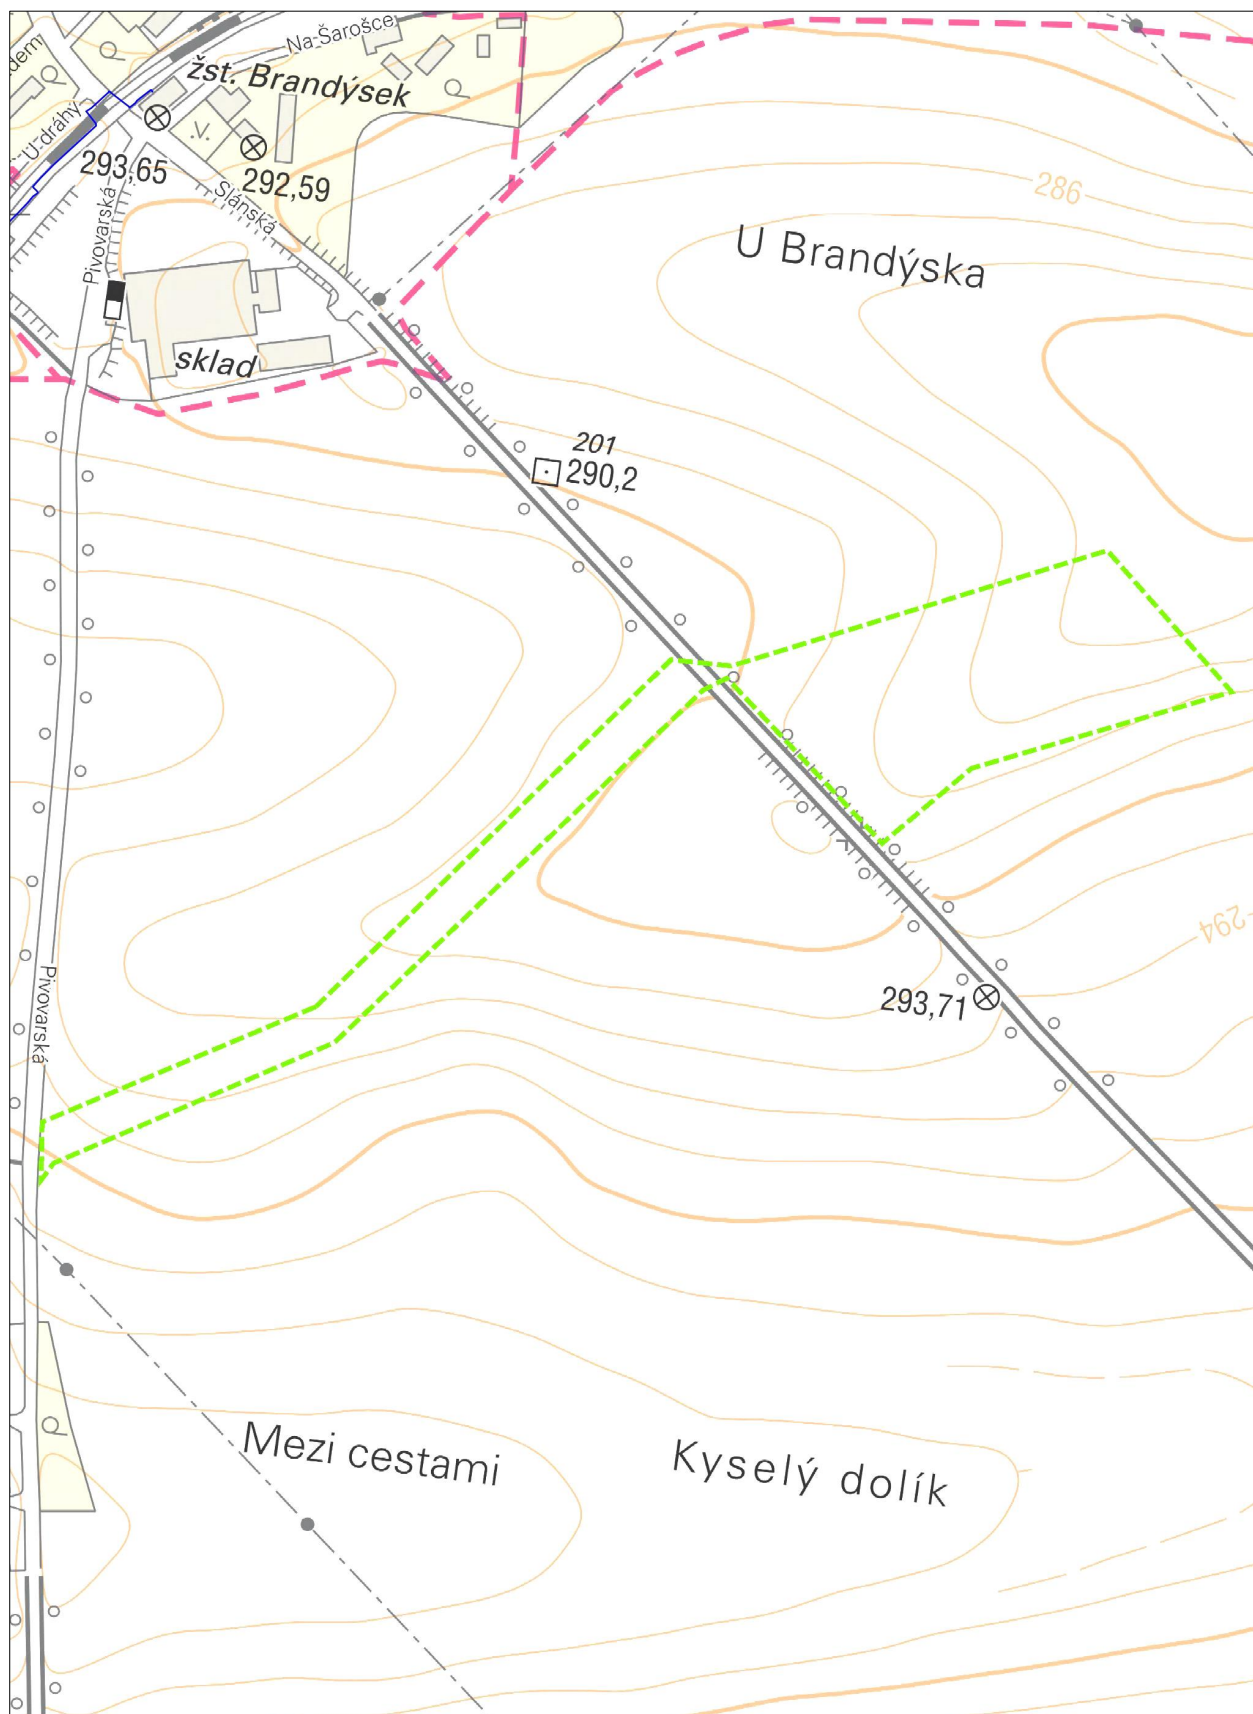 Na Šarošce
žst. Brandýsek
U dráhy
293,65
292,59
Slánská
Pivovarská
286
U Brandýska
sklad
201
290,2
294
293,71
Pivovarská
Mezi cestami
Kyselý dolík